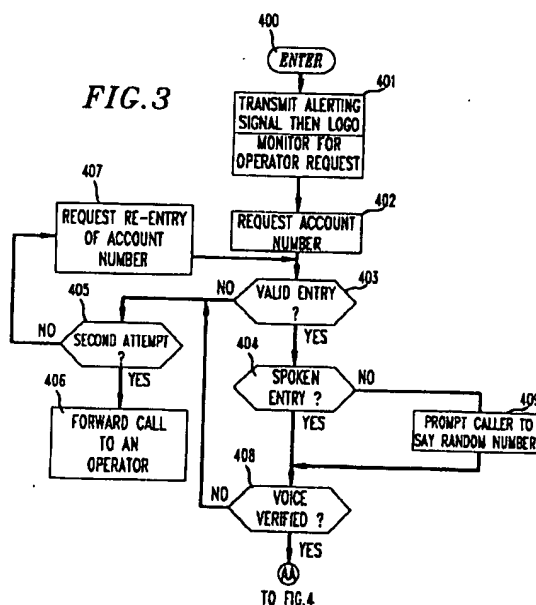 400
ENTER
FIG.3
401
TRANSMIT ALERTING
SIGNAL THEN LOGO
MONITOR FOR
OPERATOR REQUEST
407
REQUEST RE-ENTRY
OF ACCOUNT
NUMBER
402
REQUEST ACCOUNT
NUMBER
403
VALID ENTRY
?
NO
YES
405
SECOND ATTEMPT
?
NO
YES
404
SPOKEN
ENTRY ?
NO
YES
406
FORWARD CALL
TO AN
OPERATOR
409
PROMPT CALLER TO
SAY RANDOM NUMBER
408
VOICE
VERIFIED ?
NO
YES
AA
TO FIG.4